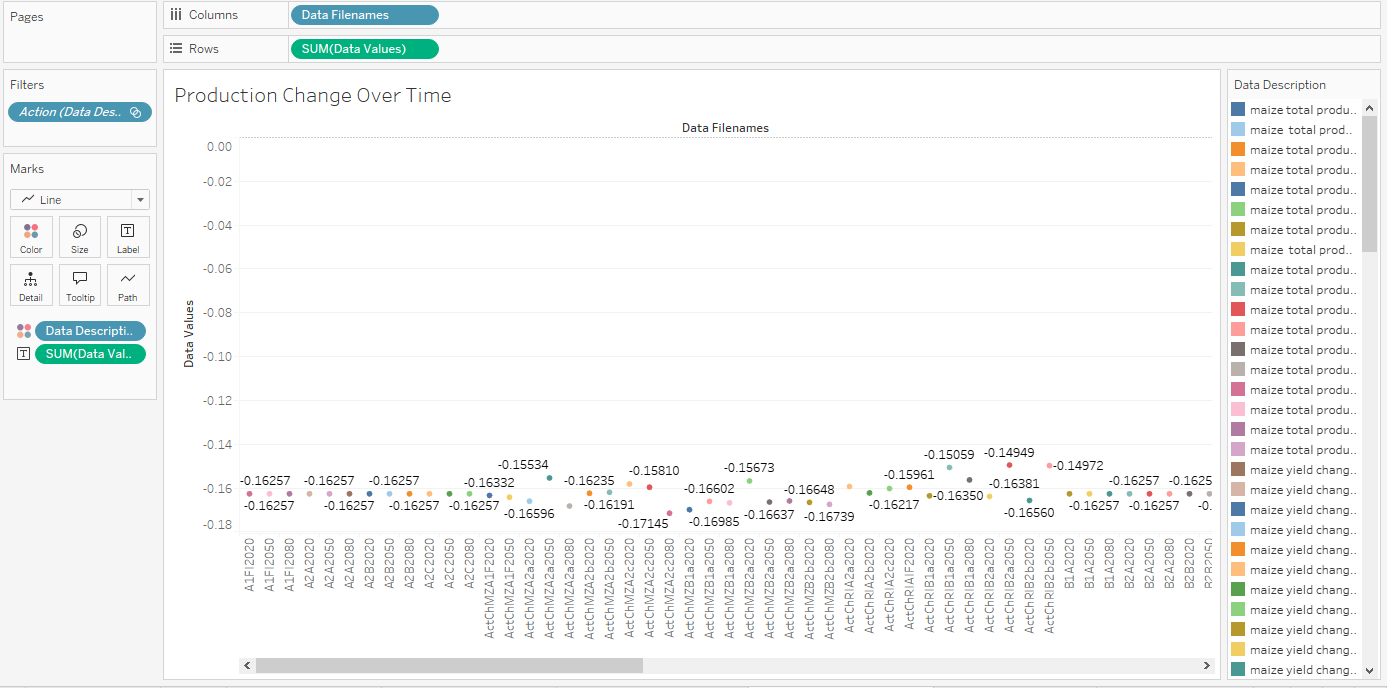 Pages
Columns
Data Filenames
Rows
SUM(Data Values)
Filters
Action (Data Des..
Marks
Line
Color
Size
Label
Detail
Tooltip
Path
Data Descripti..
SUM(Data Val..
Production Change Over Time
Data Filenames
Data Values
0.00
-0.02
-0.04
-0.06
-0.08
-0.10
-0.12
-0.14
-0.16
-0.18
-0.15059
-0.14949
-0.15534
-0.15810
-0.15673
-0.14972
-0.16257
-0.16257
-0.16257
-0.16332
-0.16235
-0.16602
-0.16648
-0.15961
-0.16381
-0.16257
-0.1625
-0.16257
-0.16257
-0.16257
-0.16596
-0.16191
-0.17145
-0.16985
-0.16637
-0.16739
-0.16217
-0.16350
-0.16560
-0.16257
-0.16257
-0.
A1FI2020
A1FI2050
A1FI2080
A2A2020
A2A2050
A2A2080
A2B2020
A2B2050
A2B2080
A2C2020
A2C2050
A2C2080
ActChMZA1F2020
ActChMZA1F2050
ActChMZA2a2020
ActChMZA2a2050
ActChMZA2a2080
ActChMZA2b2020
ActChMZA2b2050
ActChMZA2c2020
ActChMZA2c2050
ActChMZA2c2080
ActChMZB1a2020
ActChMZB1a2050
ActChMZB1a2080
ActChMZB2a2050
ActChMZB2a2080
ActChMZB2b2020
ActChMZB2b2080
ActChRIA2a2020
ActChRIA2b2020
ActChRIA2c2020
ActChRIAIF2020
ActChRIB1a2020
ActChRIB1a2050
ActChRIB1a2080
ActChRIB2a2020
ActChRIB2a2050
ActChRIB2b2020
ActChRIB2b2050
B1A2020
B1A2050
B1A2080
B2A2020
B2A2050
B2A2080
B2B2020
B2B2050
Data Description
maize total produ..
maize  total prod..
maize total produ..
maize total produ..
maize total produ..
maize total produ..
maize total produ..
maize  total prod..
maize total produ..
maize total produ..
maize total produ..
maize total produ..
maize total produ..
maize total produ..
maize total produ..
maize total produ..
maize total produ..
maize total produ..
maize yield chang..
maize yield chang..
maize yield chang..
maize yield chang..
maize yield chang..
maize yield chang..
maize yield chang..
maize yield chang..
maize yield chang..
maize yield chang..
maize yield chang..